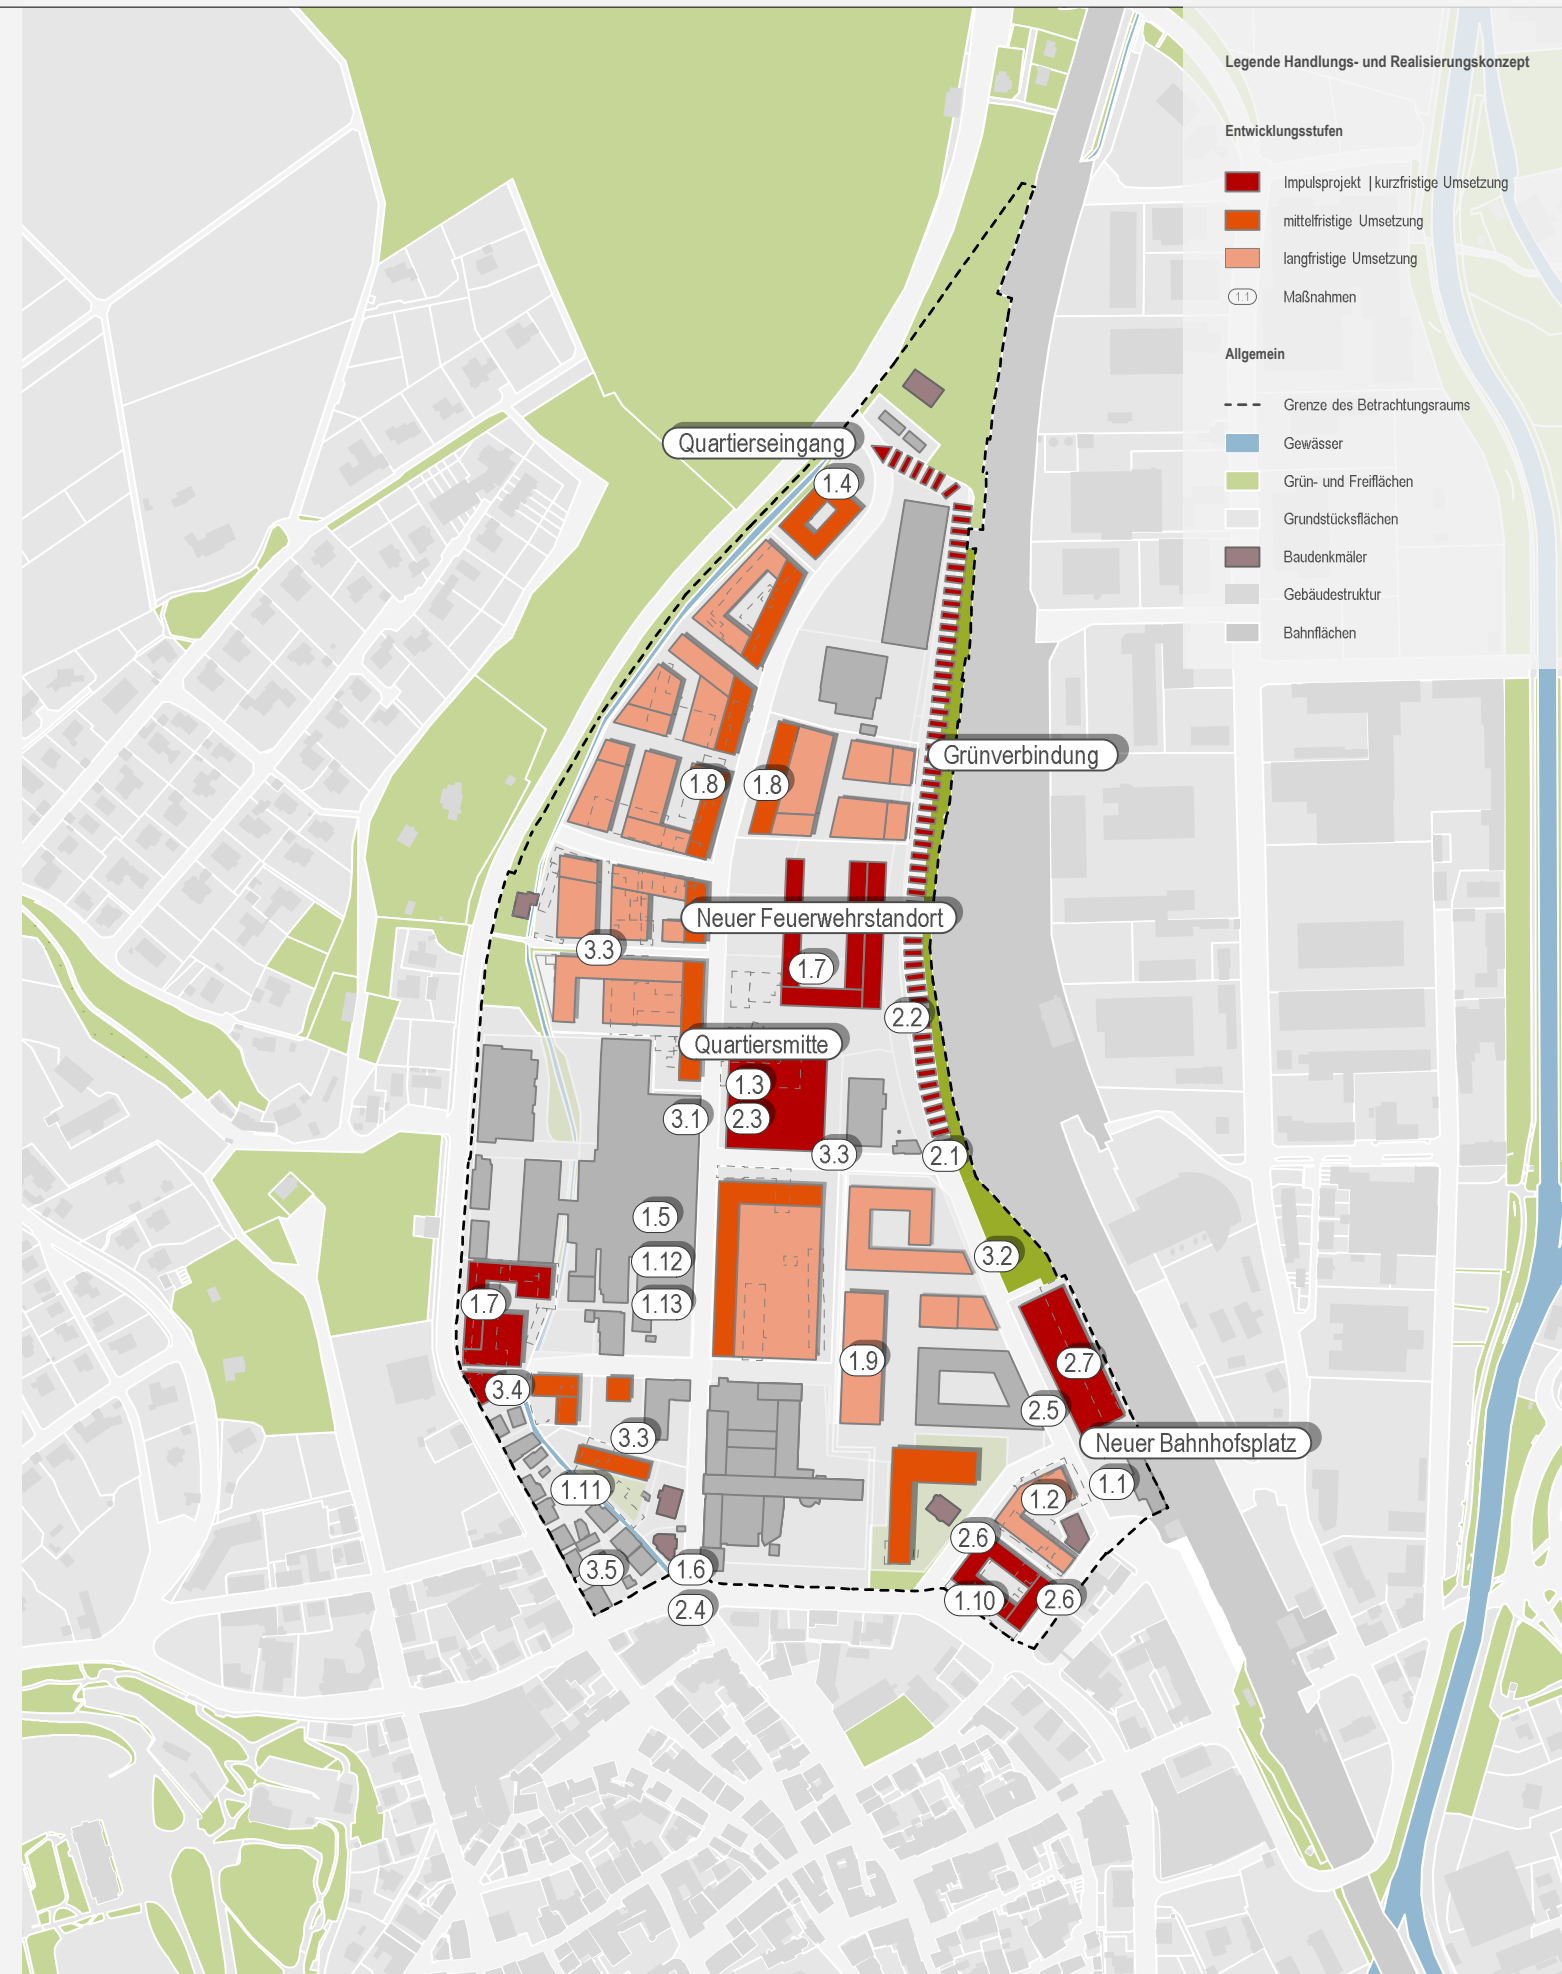 Legende Handlungs- und Realisierungskonzept
Entwicklungsstufen
Impulsprojekt | kurzfristige Umsetzung
mittelfristige Umsetzung
langfristige Umsetzung
1.1 Maßnahmen
Allgemein
Grenze des Betrachtungsraums
Gewässer
Grün- und Freiflächen
Grundstücksflächen
Baudenkmäler
Gebäudestruktur
Bahnflächen
Quartierseingang
1.4
Grünverbindung
1.8
1.8
Neuer Feuerwehrstandort
3.3
1.7
2.2
Quartiersmitte
1.3
3.1
2.3
3.3
2.1
1.5
3.2
1.12
1.13
1.7
1.9
2.7
3.4
2.5
3.3
Neuer Bahnhofsplatz
1.11
1.1
1.2
2.6
3.5
1.6
1.10
2.6
2.4